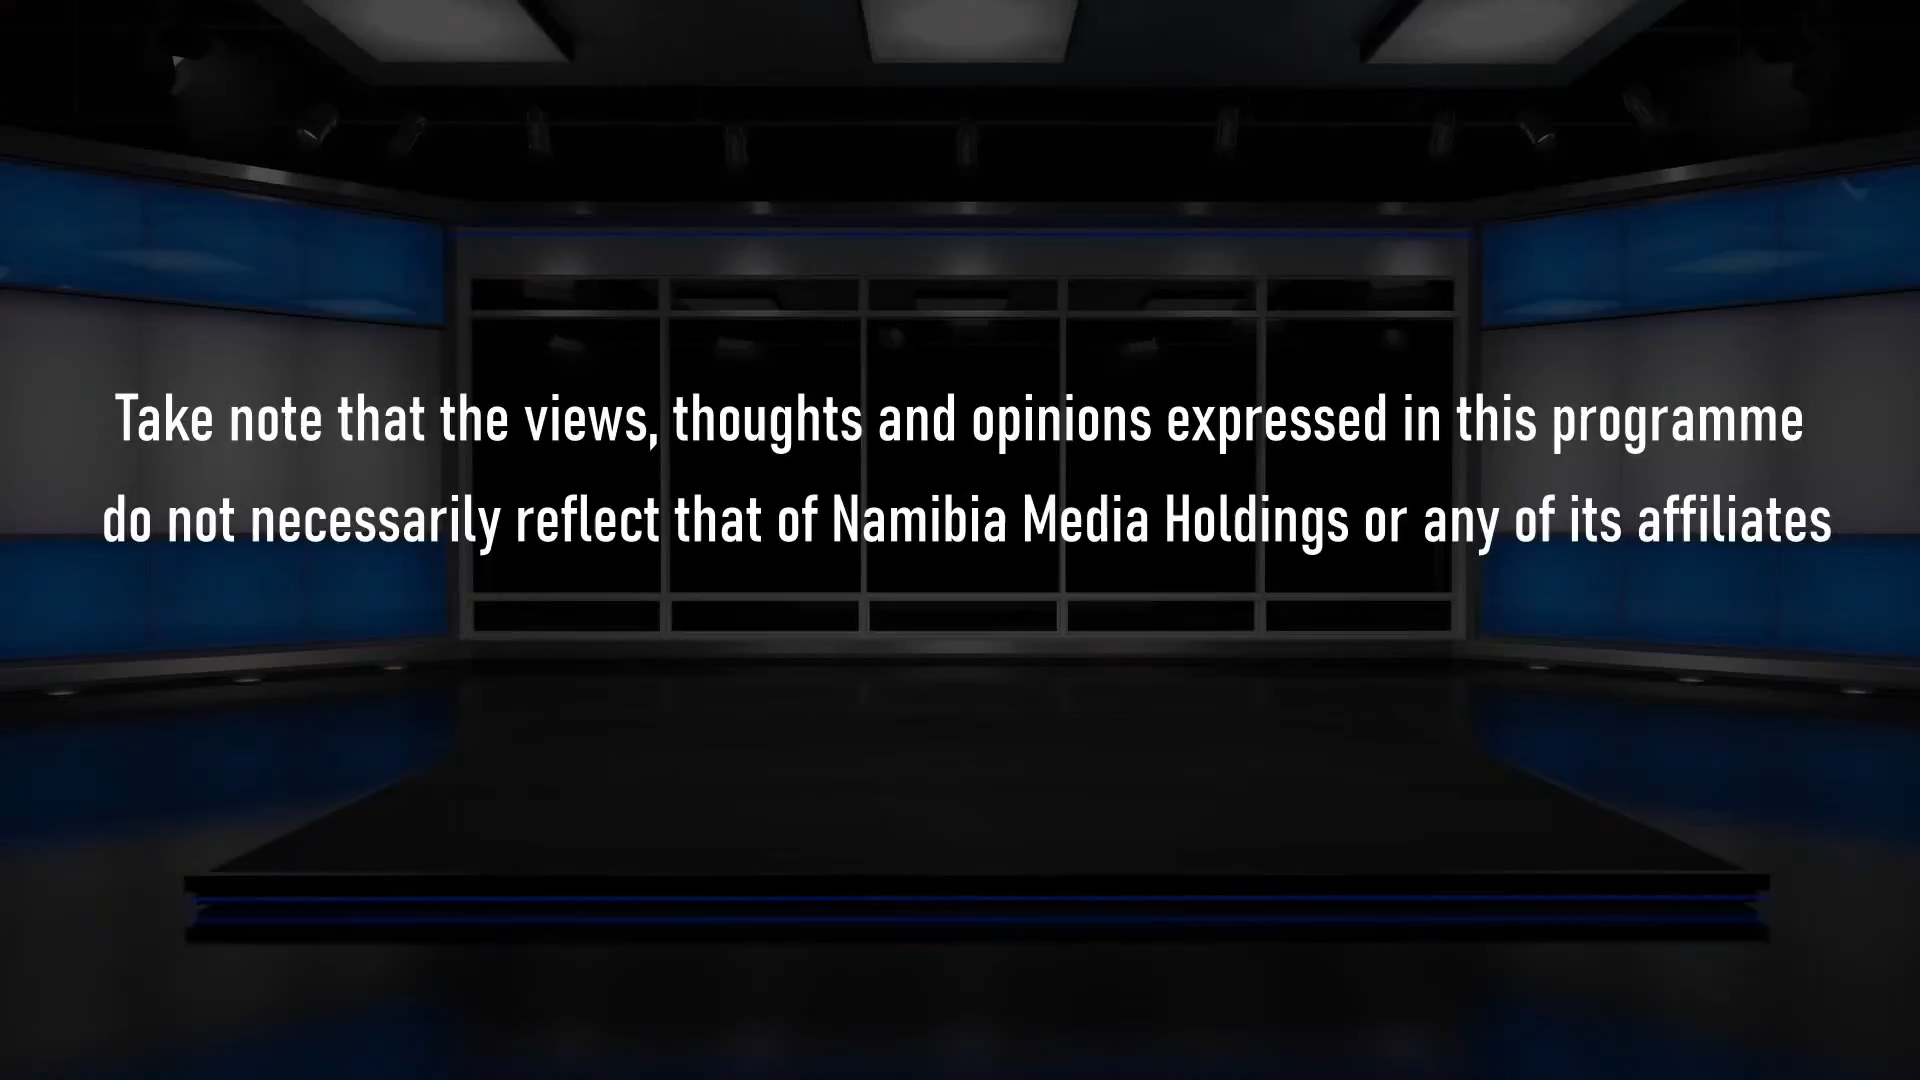 Take note that the views, thoughts and opinions expressed in this programme
do not necessarily reflect that of Namibia Media Holdings or any of its affiliates